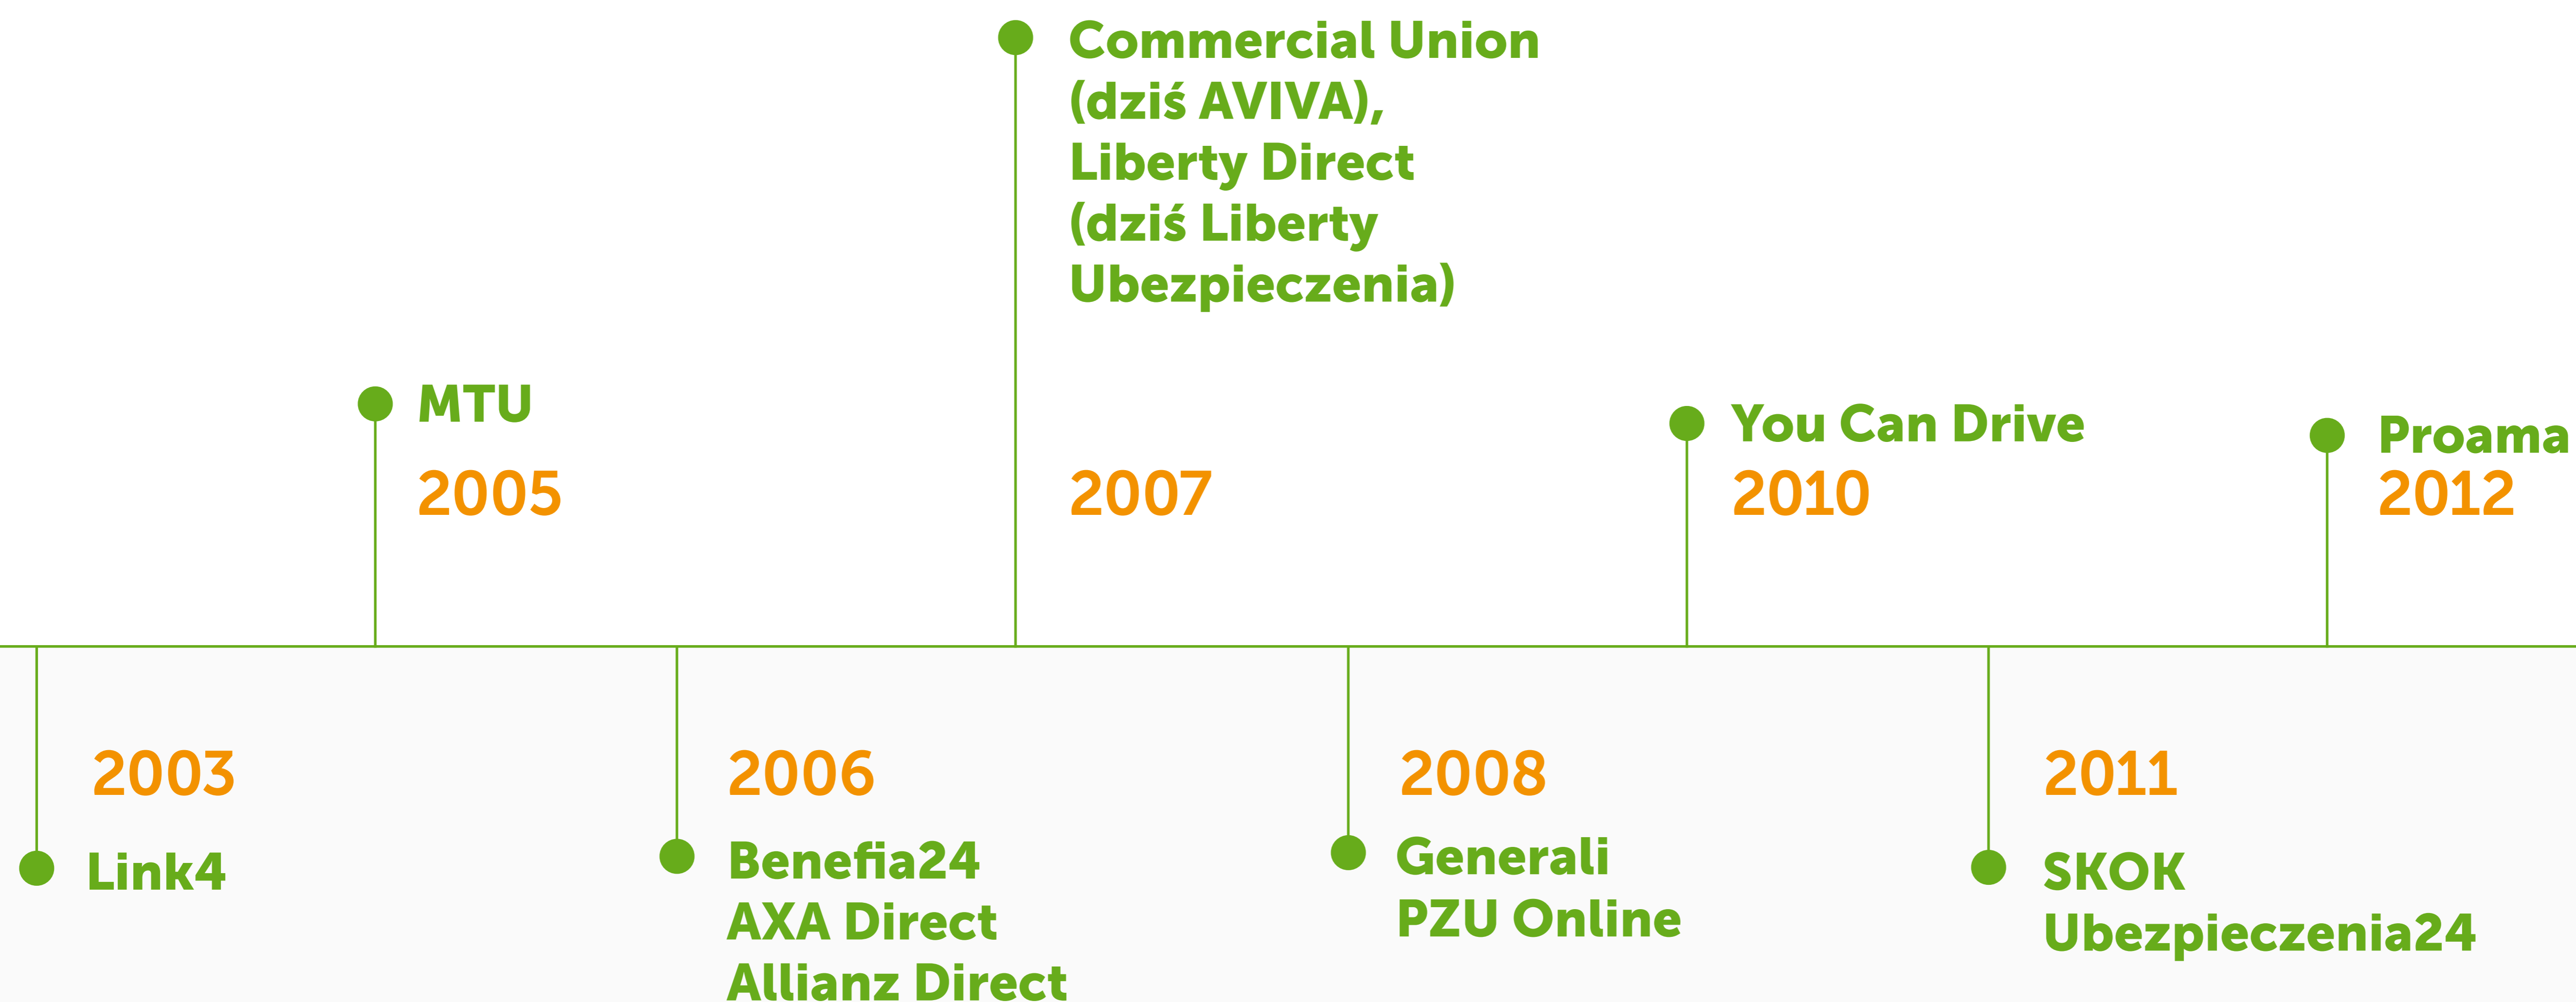 Commercial Union
(dziś AVIVA),
Liberty Direct
(dziś Liberty
Ubezpieczenia)
MTU
2005
2007
You Can Drive
2010
Proama
2012
2003
Link4
2006
Benefia24
AXA Direct
Allianz Direct
2008
Generali
PZU Online
2011
SKOK
Ubezpieczenia24